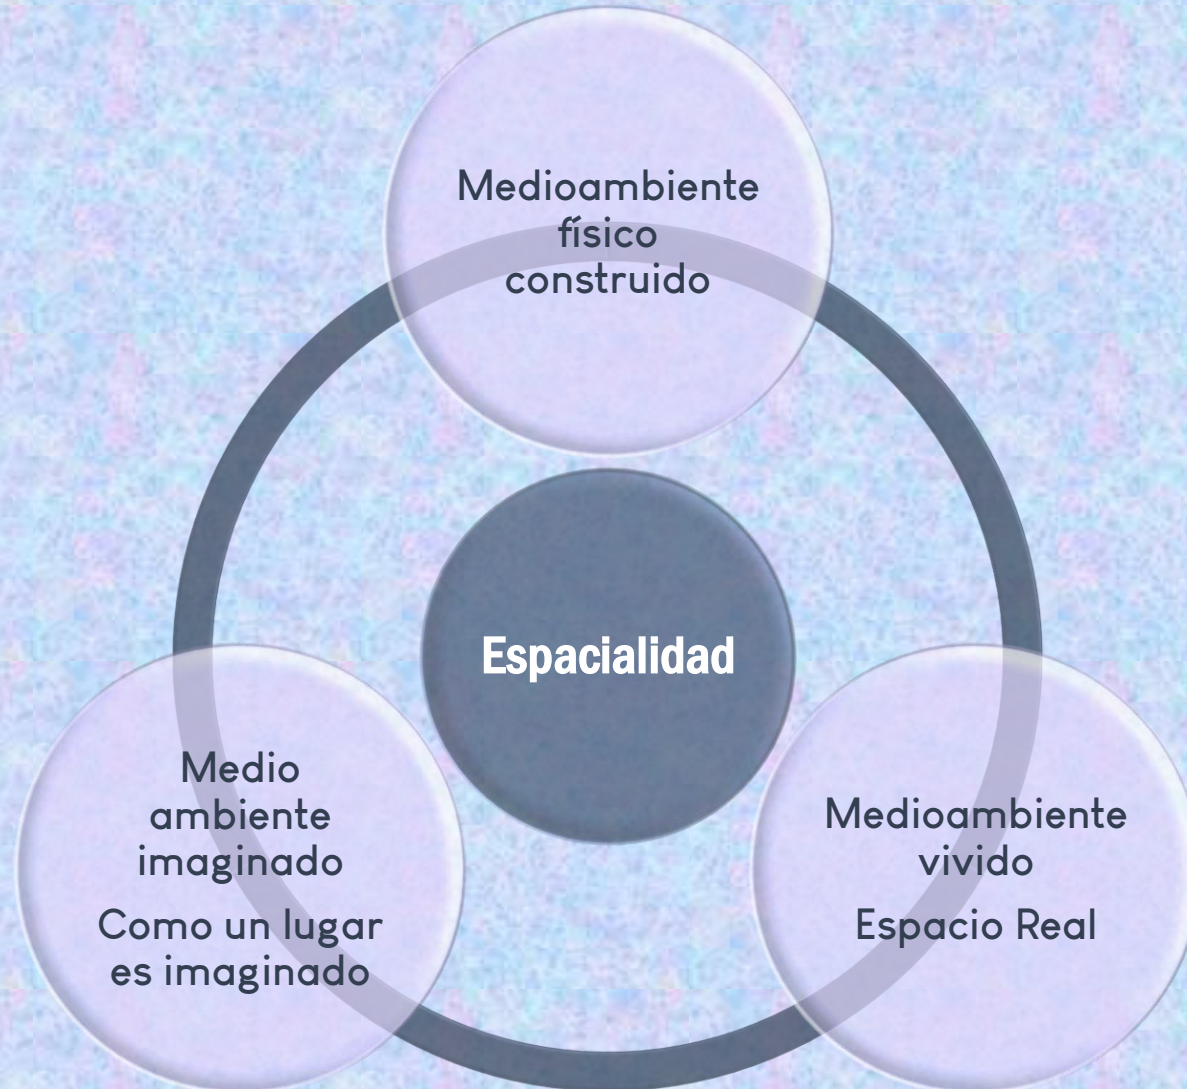 Medioambiente
físico
construido
Espacialidad
Medio
ambiente
imaginado
Como un lugar
es imaginado
Medioambiente
vivido
Espacio Real